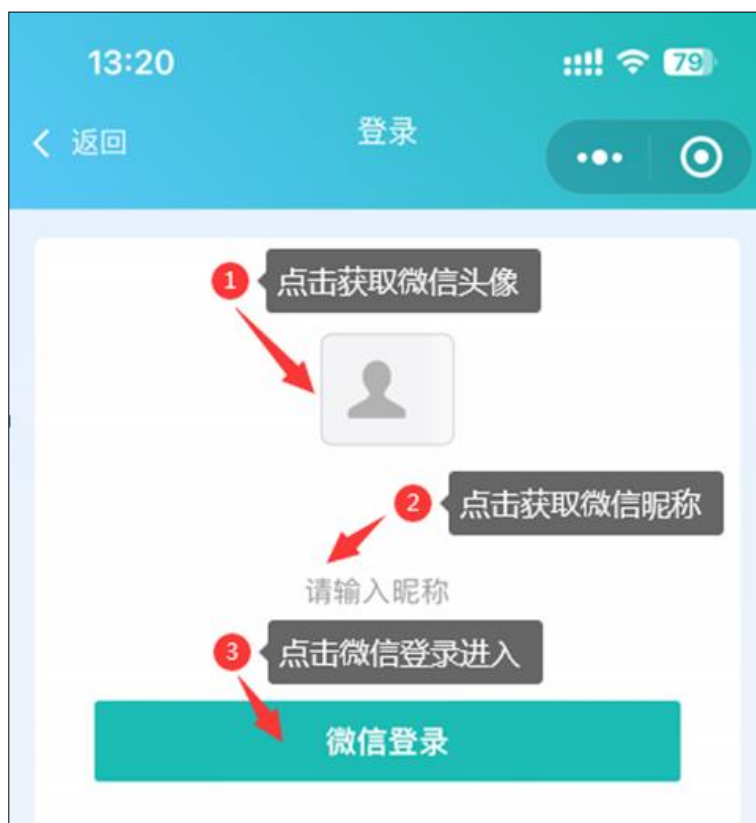 13:20
79
返回
登录
1
点击获取微信头像
2
点击获取微信昵称
请输入昵称
3
点击微信登录进入
微信登录